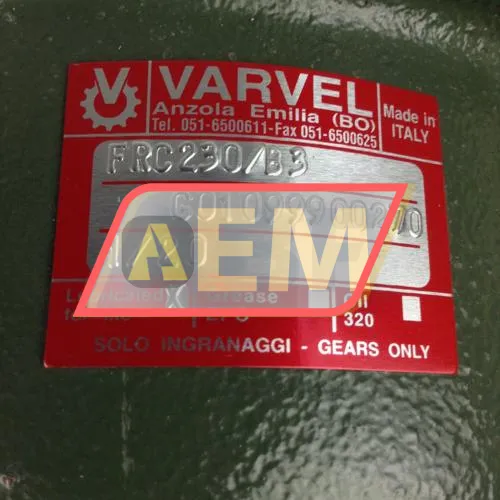 VARVEL
Anzola Emilia (BO)
Tel. 051-6500611-Fax 051-6500625
Made in
ITALY
FRC230/B3
AEM
Grease
Oil
X
320
SOLO INGRANAGGI - GEARS ONLY